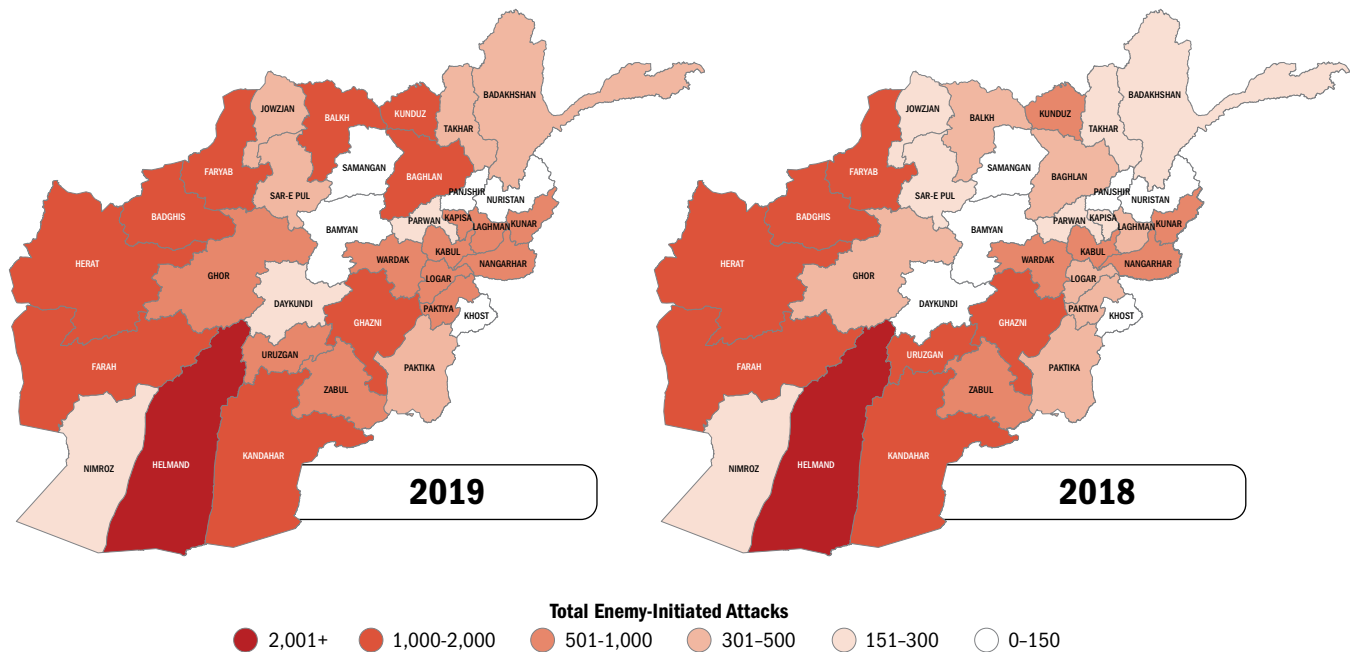 JOWZJAN
BALKH
KUNDUZ
TAKHAR
BADAKHSHAN
FARYAB
SAMANGAN
BAGHLAN
SAR-E PUL
PANJSHIR
NURISTAN
BADGHIS
PARWAN
KAPISA
LAGHMAN
KUNAR
BAMYAN
HERAT
WARDAK
KABUL
NANGARHAR
GHOR
LOGAR
DAYKUNDI
PAKTIYA
KHOST
GHAZNI
FARAH
URUZGAN
PAKTIKA
ZABUL
NIMROZ
HELMAND
KANDAHAR
2019
JOWZJAN
BALKH
KUNDUZ
TAKHAR
BADAKHSHAN
FARYAB
SAMANGAN
BAGHLAN
SAR-E PUL
PANJSHIR
NURISTAN
BADGHIS
PARWAN
KAPISA
LAGHMAN
KUNAR
BAMYAN
HERAT
WARDAK
KABUL
NANGARHAR
GHOR
LOGAR
DAYKUNDI
PAKTIYA
KHOST
GHAZNI
FARAH
URUZGAN
PAKTIKA
ZABUL
NIMROZ
HELMAND
KANDAHAR
2018
Total Enemy-Initiated Attacks
2,001+ 1,000-2,000 501-1,000 301–500 151–300 0–150